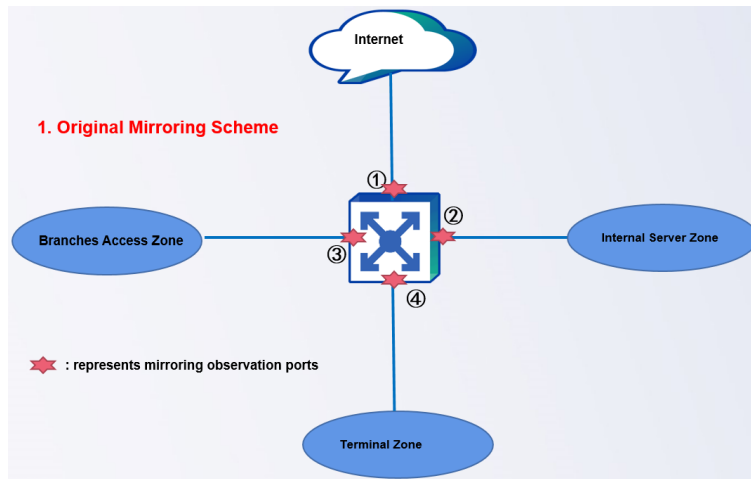 Internet
1. Original Mirroring Scheme
①
②
Branches Access Zone
Internal Server Zone
③
④
: represents mirroring observation ports
Terminal Zone